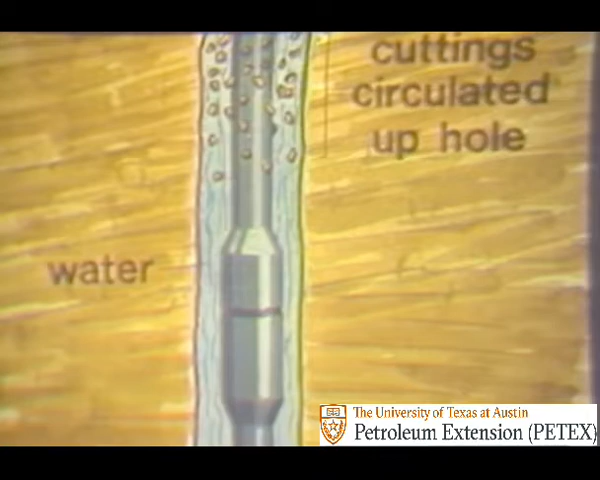 cuttings
circulated
up hole
water
The University of Texas at Austin
Petroleum Extension (PETEX)